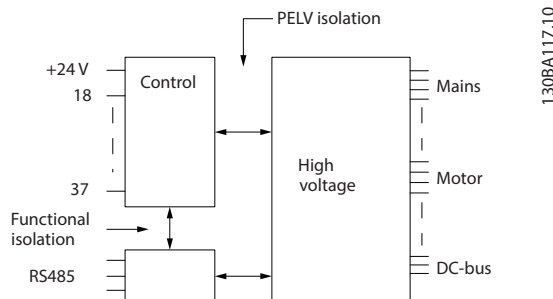 PELV isolation
130BA117.10
+24 V
Control
Mains
18
High
voltage
Motor
37
Functional
isolation
RS485
DC-bus